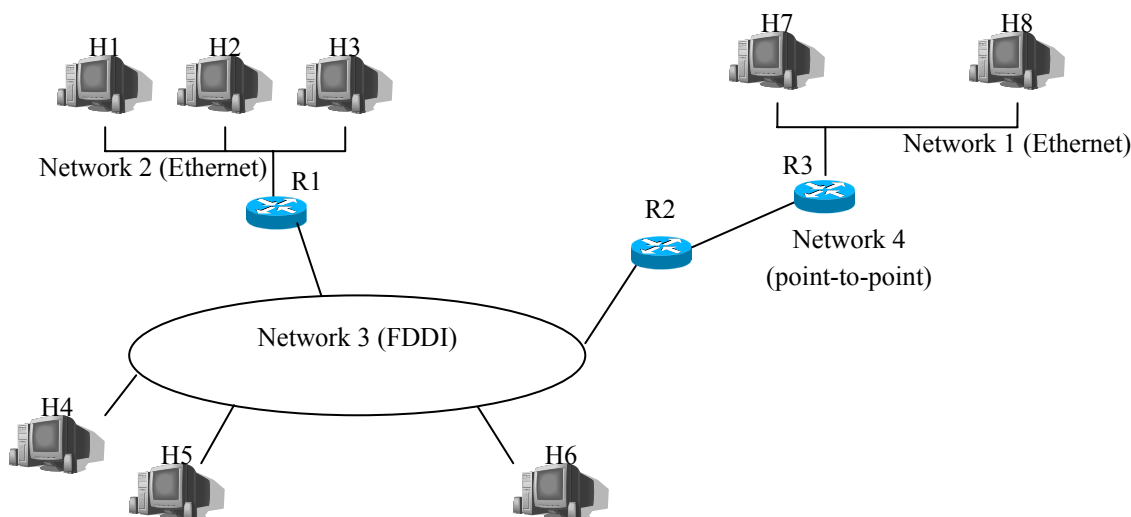 H1 H2 H3
H7 H8
Network 2 (Ethernet)
Network 1 (Ethernet)
R1
R3
R2
Network 4
(point-to-point)
Network 3 (FDDI)
H4
H5
H6